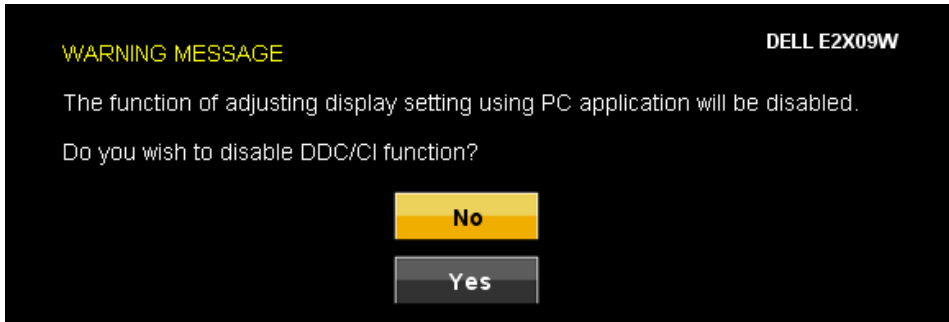 WARNING MESSAGE
DELL E2X09W
The function of adjusting display setting using PC application will be disabled.
Do you wish to disable DDC/CI function?
No
Yes